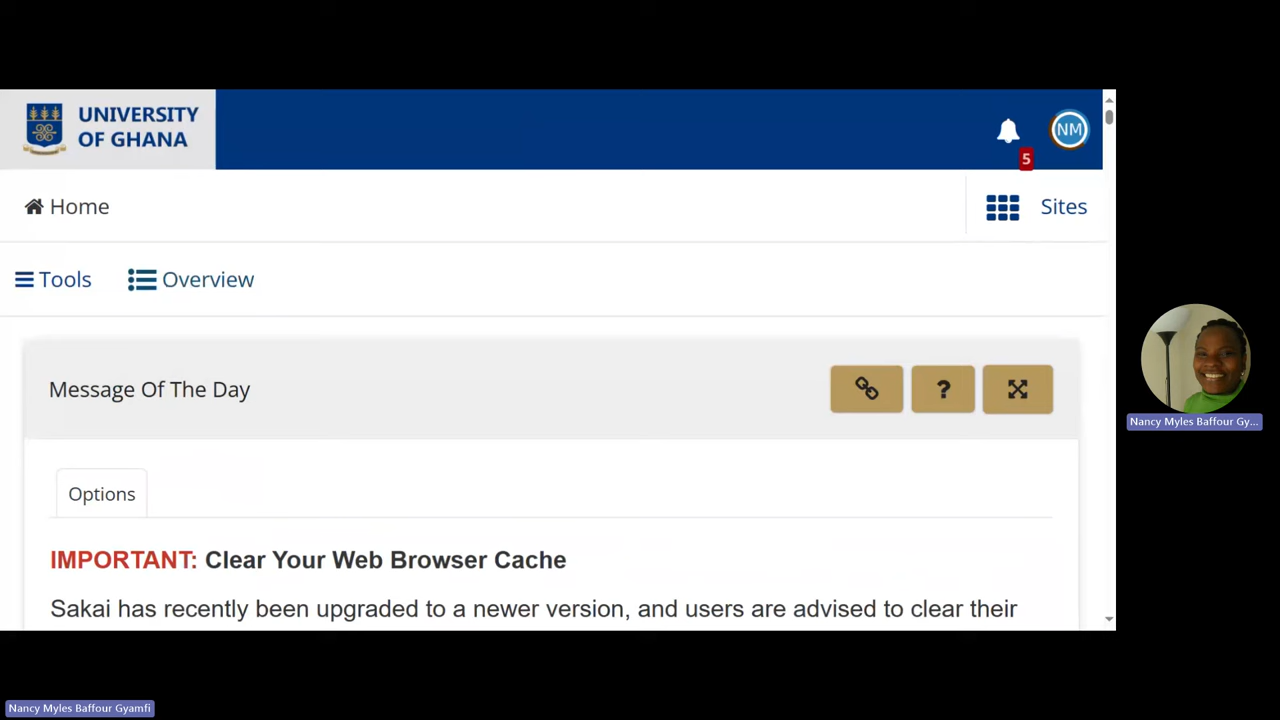 UNIVERSITY
OF GHANA
5
NM
Home
Sites
Tools
Overview
Message Of The Day
?
Options
IMPORTANT: Clear Your Web Browser Cache
Sakai has recently been upgraded to a newer version, and users are advised to clear their
Nancy Myles Baffour Gy...
Nancy Myles Baffour Gyamfi